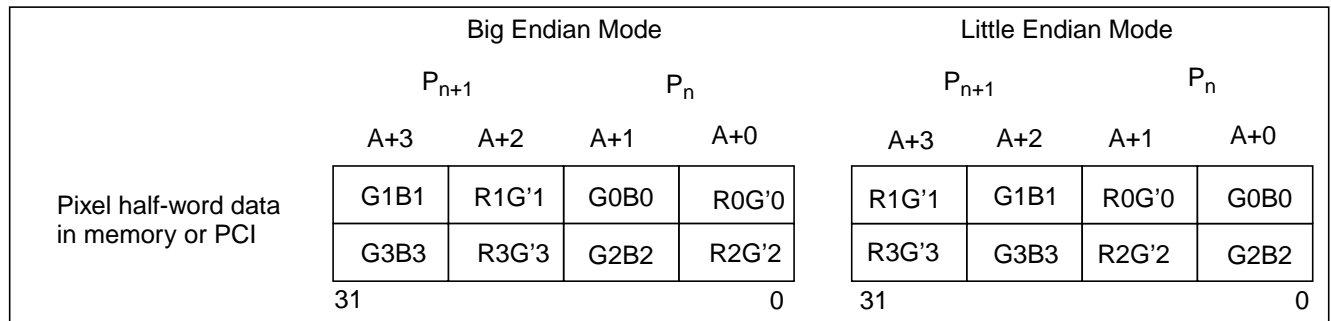 Big Endian Mode Little Endian Mode
Pn+1 Pn Pn+1 Pn
A+3 A+2 A+1 A+0 A+3 A+2 A+1 A+0
G1B1 R1G'1 G0B0 R0G'0 R1G'1 G1B1 R0G'0 G0B0
Pixel half-word data
in memory or PCI
G3B3 R3G'3 G2B2 R2G'2 R3G'3 G3B3 R2G'2 G2B2
31 0 31 0